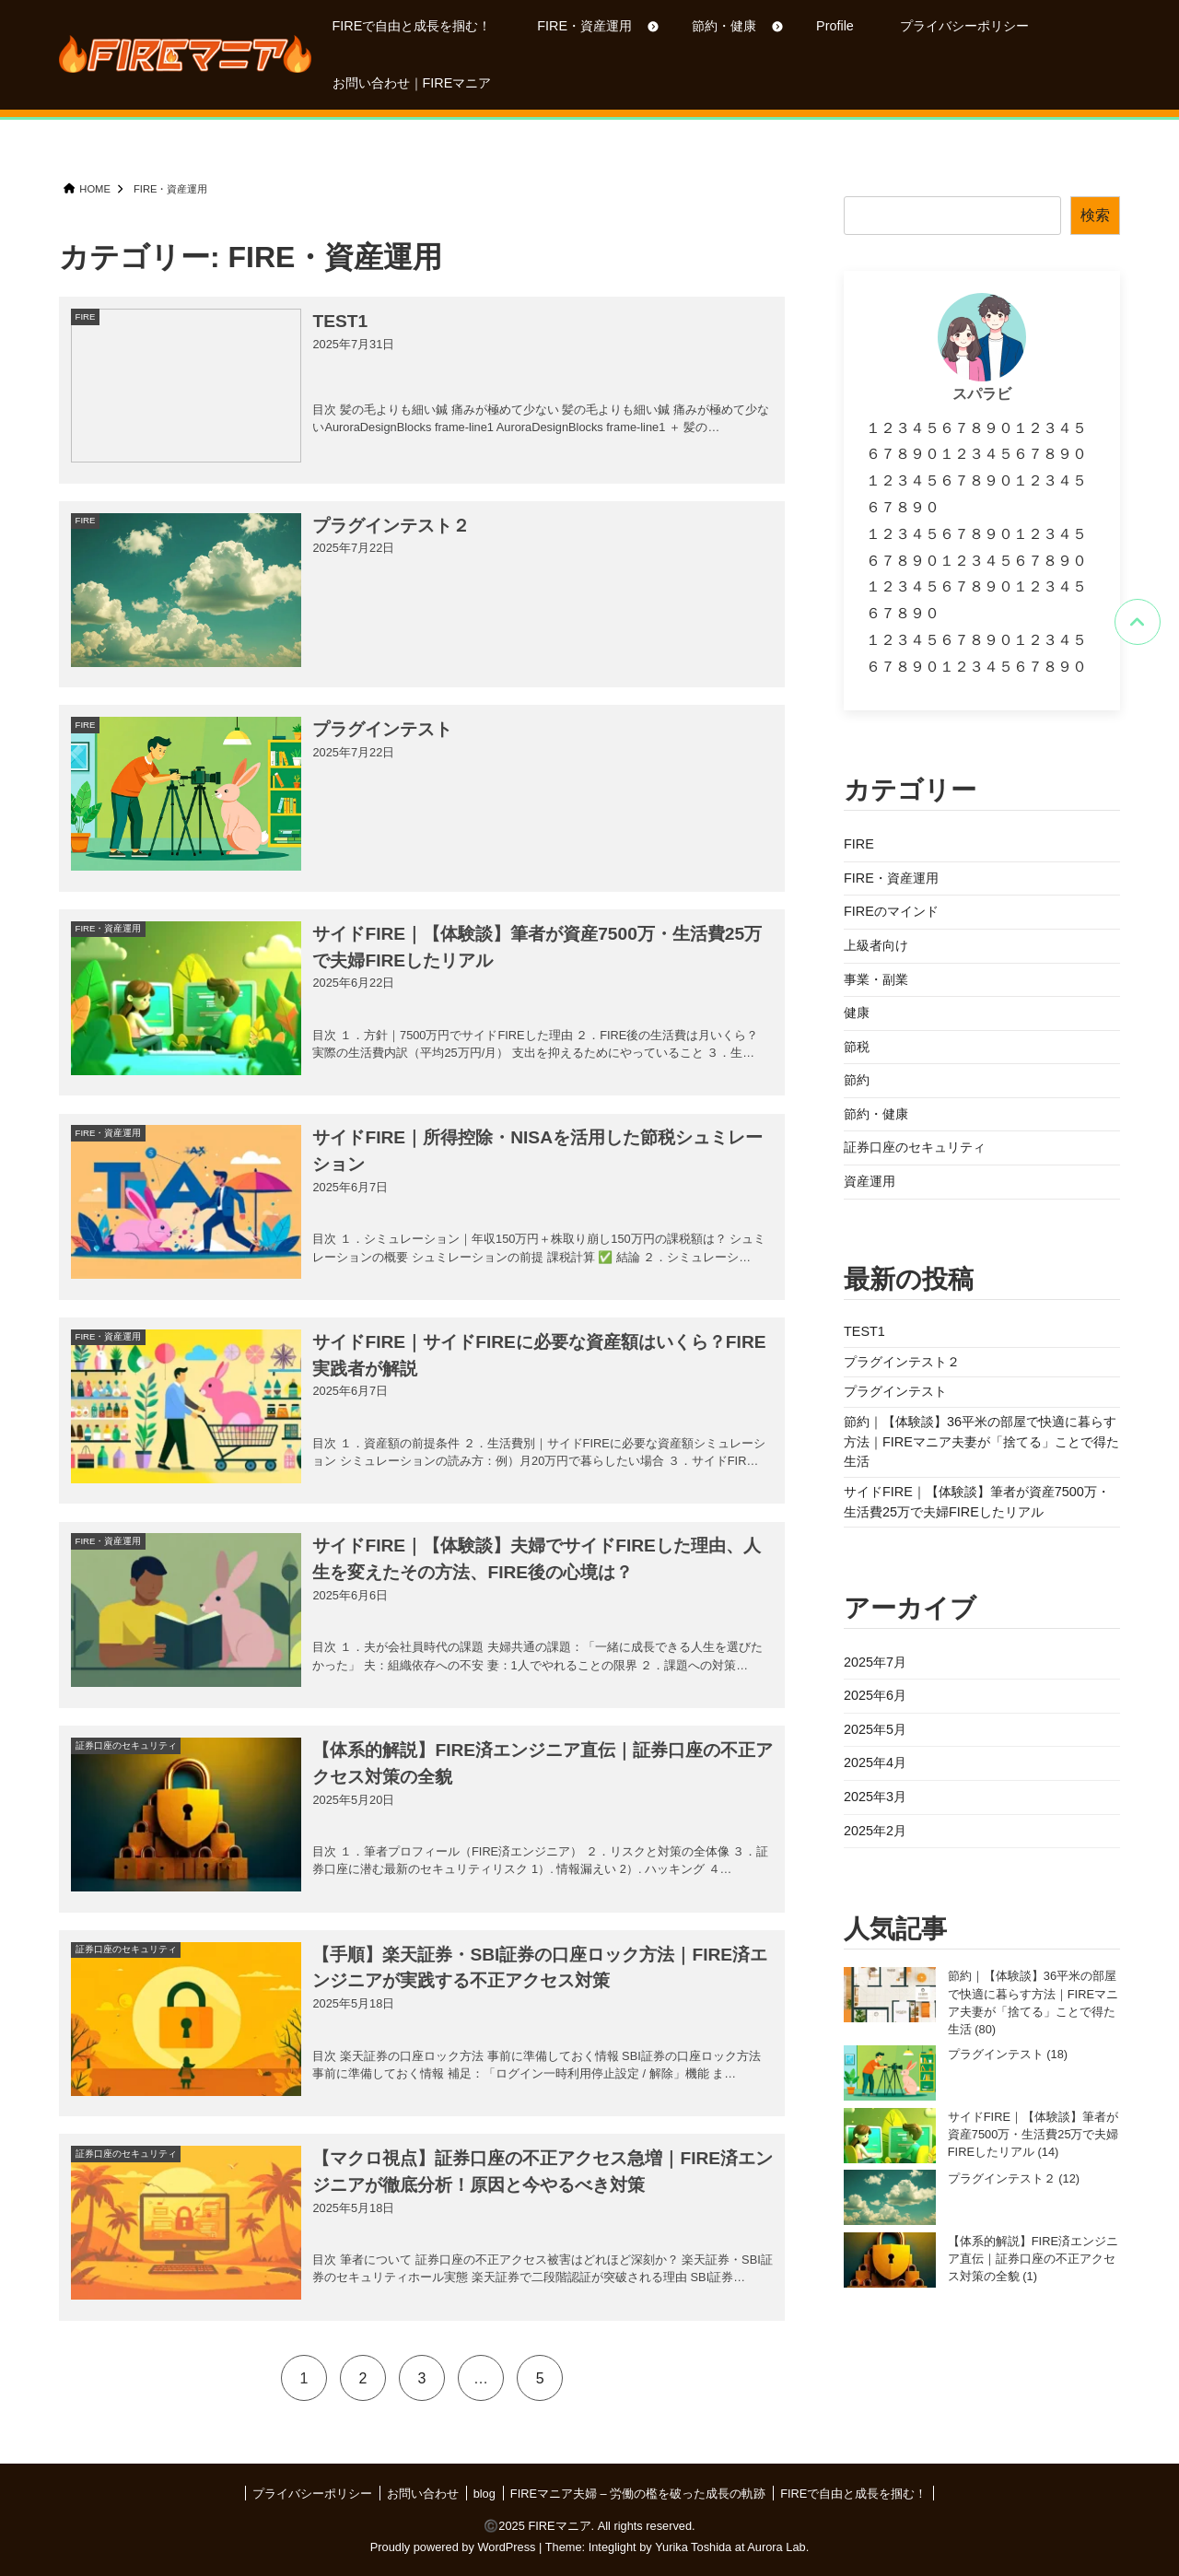 FIREマニア
FIREで自由と成長を掴む！
FIRE・資産運用
節約・健康
Profile
プライバシーポリシー
お問い合わせ｜FIREマニア
HOME
FIRE・資産運用
カテゴリー: FIRE・資産運用
FIRE
TEST1
2025年7月31日
目次 髪の毛よりも細い鍼 痛みが極めて少ない 髪の毛よりも細い鍼 痛みが極めて少な
いAuroraDesignBlocks frame-line1 AuroraDesignBlocks frame-line1 ＋ 髪の…
FIRE
プラグインテスト２
2025年7月22日
FIRE
プラグインテスト
2025年7月22日
FIRE・資産運用
サイドFIRE｜【体験談】筆者が資産7500万・生活費25万
で夫婦FIREしたリアル
2025年6月22日
目次 １．方針｜7500万円でサイドFIREした理由 ２．FIRE後の生活費は月いくら？
実際の生活費内訳（平均25万円/月） 支出を抑えるためにやっていること ３．生…
FIRE・資産運用
サイドFIRE｜所得控除・NISAを活用した節税シュミレー
ション
2025年6月7日
目次 １．シミュレーション｜年収150万円＋株取り崩し150万円の課税額は？ シュミ
レーションの概要 シュミレーションの前提 課税計算 ✅ 結論 ２．シミュレーシ…
FIRE・資産運用
サイドFIRE｜サイドFIREに必要な資産額はいくら？FIRE
実践者が解説
2025年6月7日
目次 １．資産額の前提条件 ２．生活費別｜サイドFIREに必要な資産額シミュレーシ
ョン シミュレーションの読み方：例）月20万円で暮らしたい場合 ３．サイドFIR…
FIRE・資産運用
サイドFIRE｜【体験談】夫婦でサイドFIREした理由、人
生を変えたその方法、FIRE後の心境は？
2025年6月6日
目次 １．夫が会社員時代の課題 夫婦共通の課題：「一緒に成長できる人生を選びた
かった」 夫：組織依存への不安 妻：1人でやれることの限界 ２．課題への対策…
証券口座のセキュリティ
【体系的解説】FIRE済エンジニア直伝｜証券口座の不正ア
クセス対策の全貌
2025年5月20日
目次 １．筆者プロフィール（FIRE済エンジニア） ２．リスクと対策の全体像 ３．証
券口座に潜む最新のセキュリティリスク 1）. 情報漏えい 2）. ハッキング ４…
証券口座のセキュリティ
【手順】楽天証券・SBI証券の口座ロック方法｜FIRE済エ
ンジニアが実践する不正アクセス対策
2025年5月18日
目次 楽天証券の口座ロック方法 事前に準備しておく情報 SBI証券の口座ロック方法
事前に準備しておく情報 補足：「ログイン一時利用停止設定 / 解除」機能 ま…
証券口座のセキュリティ
【マクロ視点】証券口座の不正アクセス急増｜FIRE済エン
ジニアが徹底分析！原因と今やるべき対策
2025年5月18日
目次 筆者について 証券口座の不正アクセス被害はどれほど深刻か？ 楽天証券・SBI証
券のセキュリティホール実態 楽天証券で二段階認証が突破される理由 SBI証券…
1
2
3
…
5
検索
スパラビ
１２３４５６７８９０１２３４５
６７８９０１２３４５６７８９０
１２３４５６７８９０１２３４５
６７８９０
１２３４５６７８９０１２３４５
６７８９０１２３４５６７８９０
１２３４５６７８９０１２３４５
６７８９０
１２３４５６７８９０１２３４５
６７８９０１２３４５６７８９０
カテゴリー
FIRE
FIRE・資産運用
FIREのマインド
上級者向け
事業・副業
健康
節税
節約
節約・健康
証券口座のセキュリティ
資産運用
最新の投稿
TEST1
プラグインテスト２
プラグインテスト
節約｜【体験談】36平米の部屋で快適に暮らす
方法｜FIREマニア夫妻が「捨てる」ことで得た
生活
サイドFIRE｜【体験談】筆者が資産7500万・
生活費25万で夫婦FIREしたリアル
アーカイブ
2025年7月
2025年6月
2025年5月
2025年4月
2025年3月
2025年2月
人気記事
節約｜【体験談】36平米の部屋
で快適に暮らす方法｜FIREマニ
ア夫妻が「捨てる」ことで得た
生活 (80)
プラグインテスト (18)
サイドFIRE｜【体験談】筆者が
資産7500万・生活費25万で夫婦
FIREしたリアル (14)
プラグインテスト２ (12)
【体系的解説】FIRE済エンジニ
ア直伝｜証券口座の不正アクセ
ス対策の全貌 (1)
プライバシーポリシー
お問い合わせ
blog
FIREマニア夫婦 – 労働の檻を破った成長の軌跡
FIREで自由と成長を掴む！
©2025 FIREマニア. All rights reserved.
Proudly powered by WordPress | Theme: Integlight by Yurika Toshida at Aurora Lab.